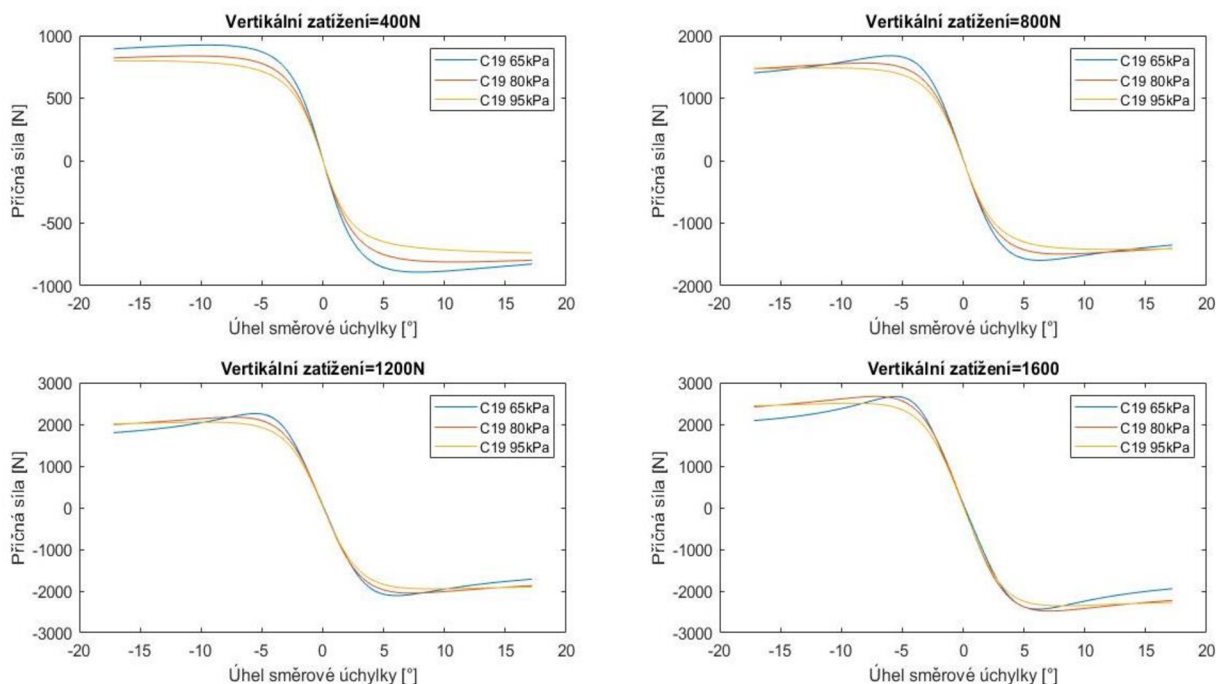 Vertikální zatížení=400N
1000
500
0
-500
-1000
Příčná síla [N]
C19 65kPa
C19 80kPa
C19 95kPa
-20 -15 -10 -5 0 5 10 15 20
Úhel směrové úchylky [°]
Vertikální zatížení=800N
2000
1000
0
-1000
-2000
Příčná síla [N]
C19 65kPa
C19 80kPa
C19 95kPa
-20 -15 -10 -5 0 5 10 15 20
Úhel směrové úchylky [°]
Vertikální zatížení=1200N
3000
2000
1000
0
-1000
-2000
-3000
Příčná síla [N]
C19 65kPa
C19 80kPa
C19 95kPa
-20 -15 -10 -5 0 5 10 15 20
Úhel směrové úchylky [°]
Vertikální zatížení=1600
3000
2000
1000
0
-1000
-2000
-3000
Příčná síla [N]
C19 65kPa
C19 80kPa
C19 95kPa
-20 -15 -10 -5 0 5 10 15 20
Úhel směrové úchylky [°]